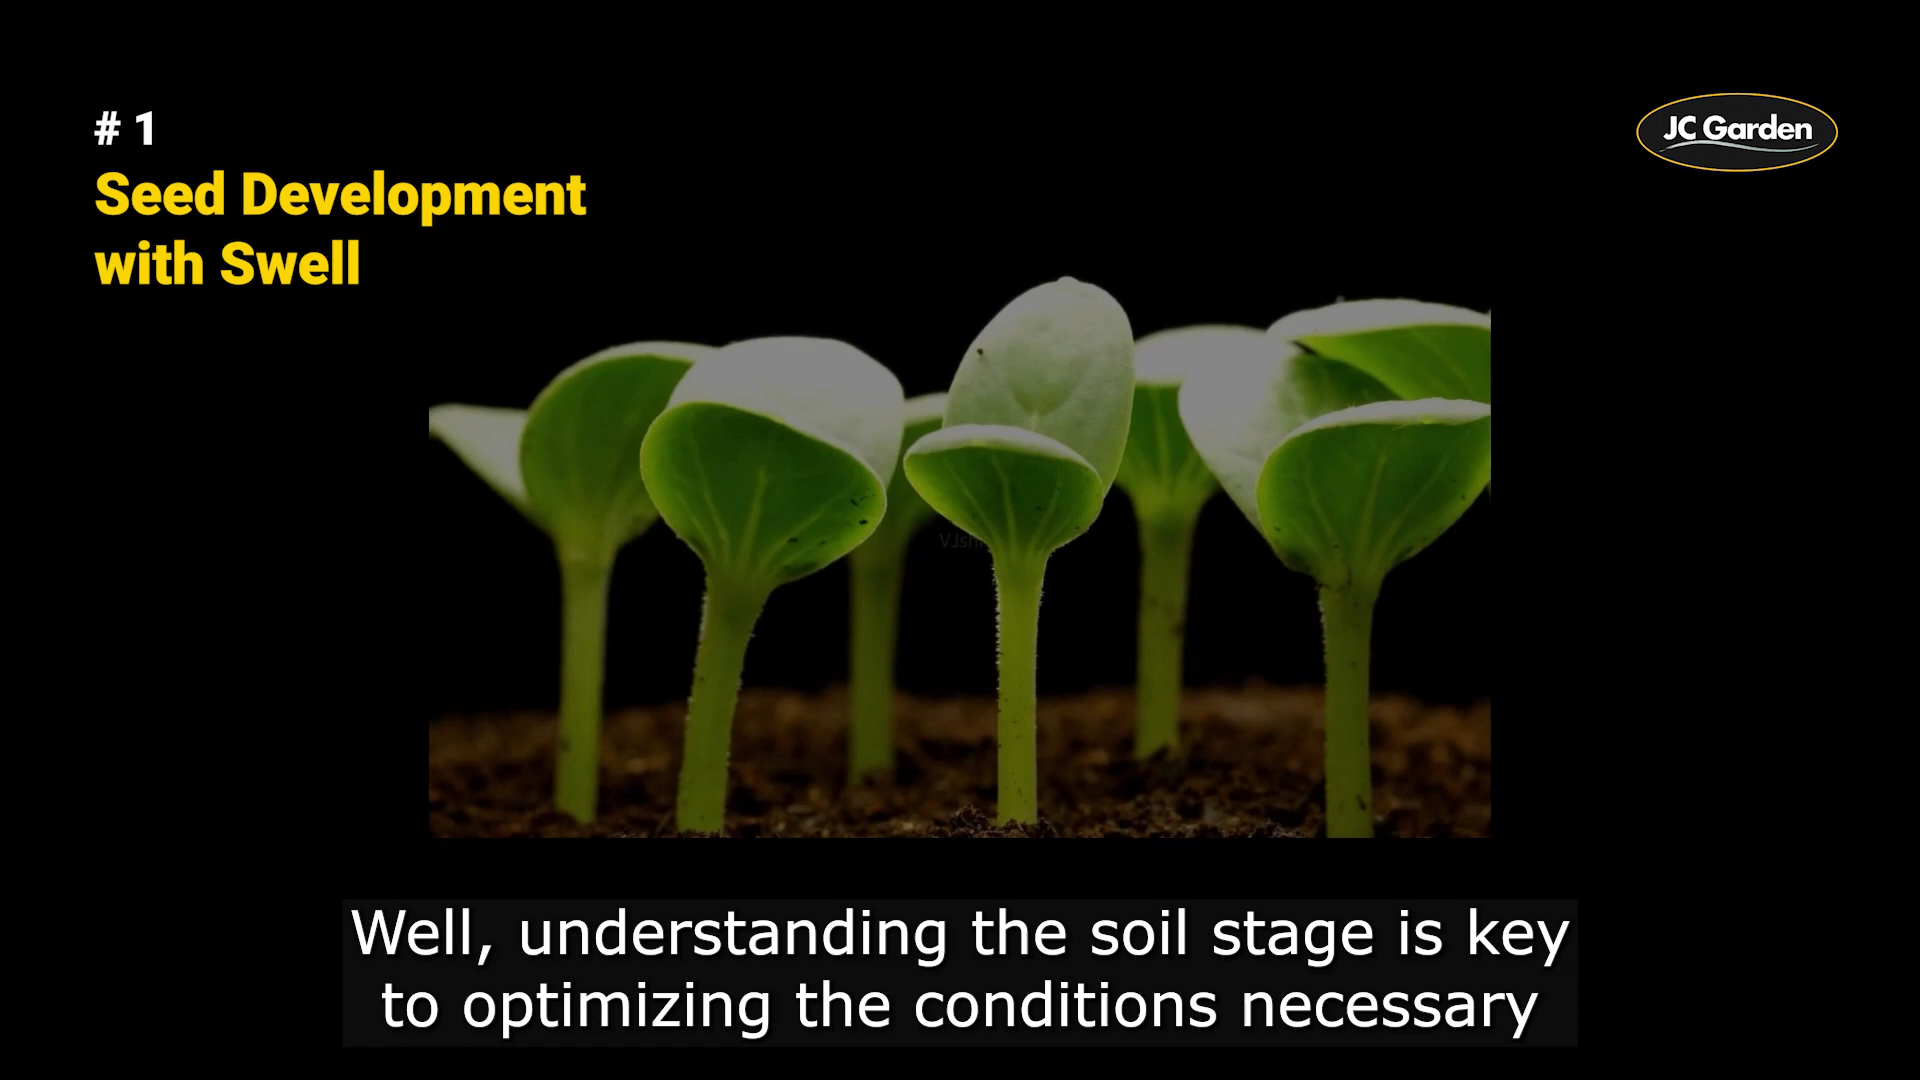 # 1
Seed Development
with Swell
JC Garden
Well, understanding the soil stage is key
to optimizing the conditions necessary